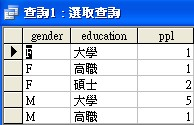 查詢1：選取查詢
gender education ppl
F 大學 1
F 高職 1
F 碩士 2
M 大學 5
M 高職 1